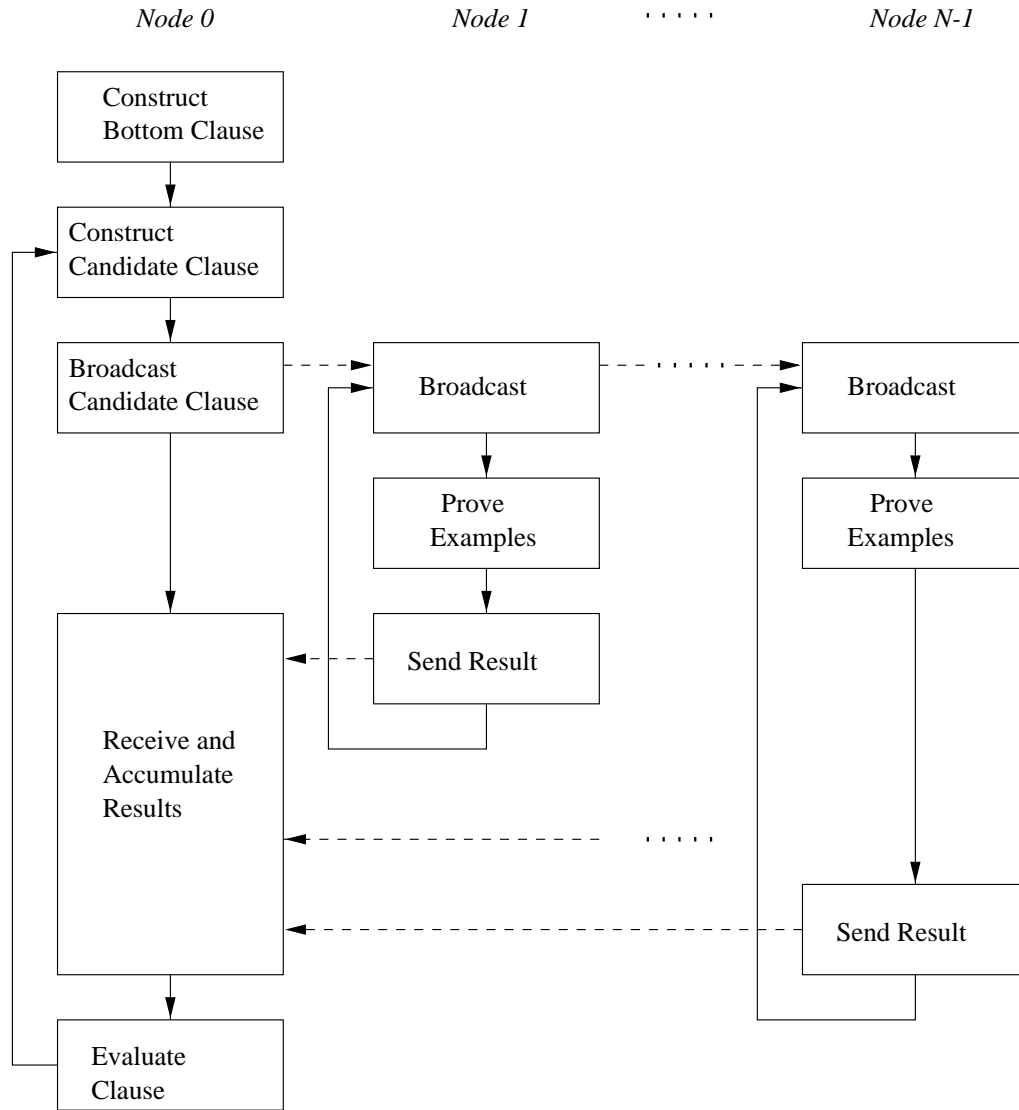 Node 0
Node 1
.....
Node N-1
Construct
Bottom Clause
Construct
Candidate Clause
Broadcast
Candidate Clause
Broadcast
.....
Broadcast
Prove
Examples
Prove
Examples
Send Result
Receive and
Accumulate
Results
.....
Send Result
Evaluate
Clause